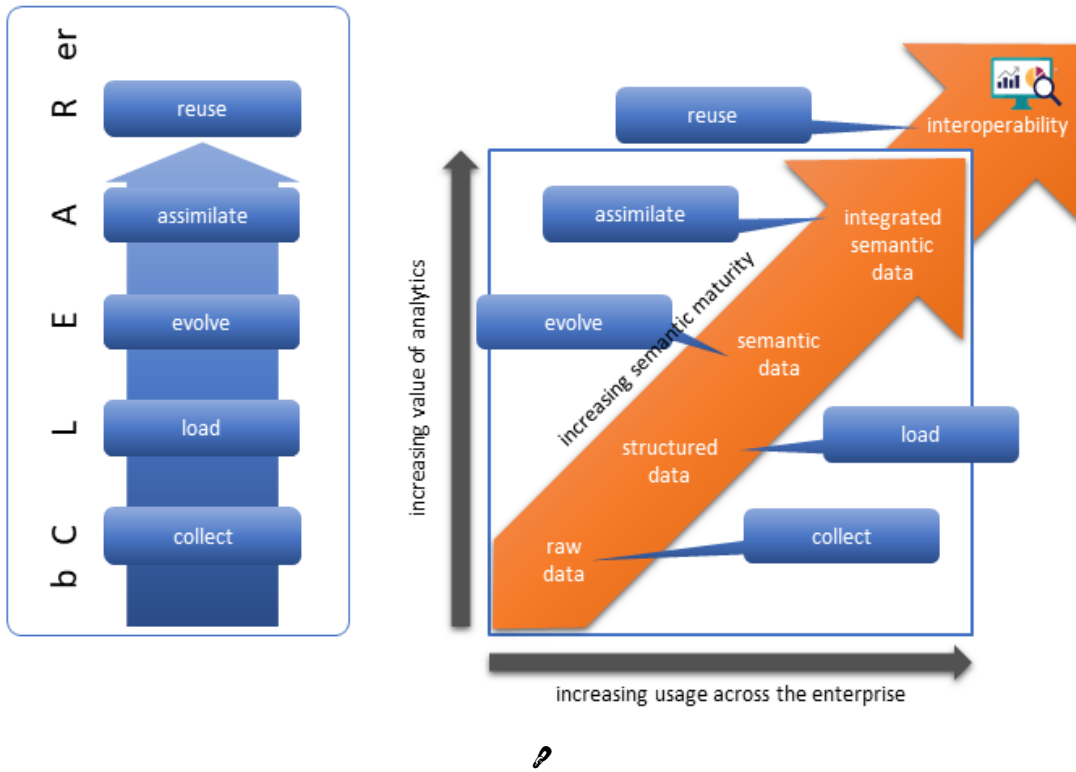 er
R
reuse
A
assimilate
E
evolve
L
load
C
collect
b
reuse
interoperability
assimilate
integrated
semantic
data
evolve
semantic
data
increasing semantic maturity
load
structured
data
collect
raw
data
increasing value of analytics
increasing usage across the enterprise